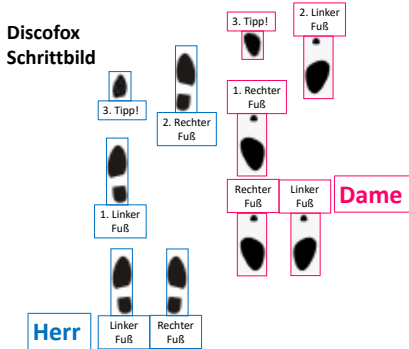 Discofox
Schrittbild
3. Tipp!
2. Linker
Fuß
3. Tipp!
2. Rechter
Fuß
1. Rechter
Fuß
1. Linker
Fuß
Rechter
Fuß
Linker
Fuß
Dame
Herr
Linker
Fuß
Rechter
Fuß